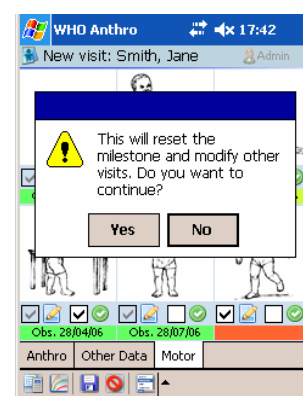 WHO Anthro 17:42
New visit: Smith, Jane Admin
This will reset the
milestone and modify other
visits. Do you want to
continue?
Yes No
Obs. 28/04/06 Obs. 28/07/06
Anthro Other Data Motor